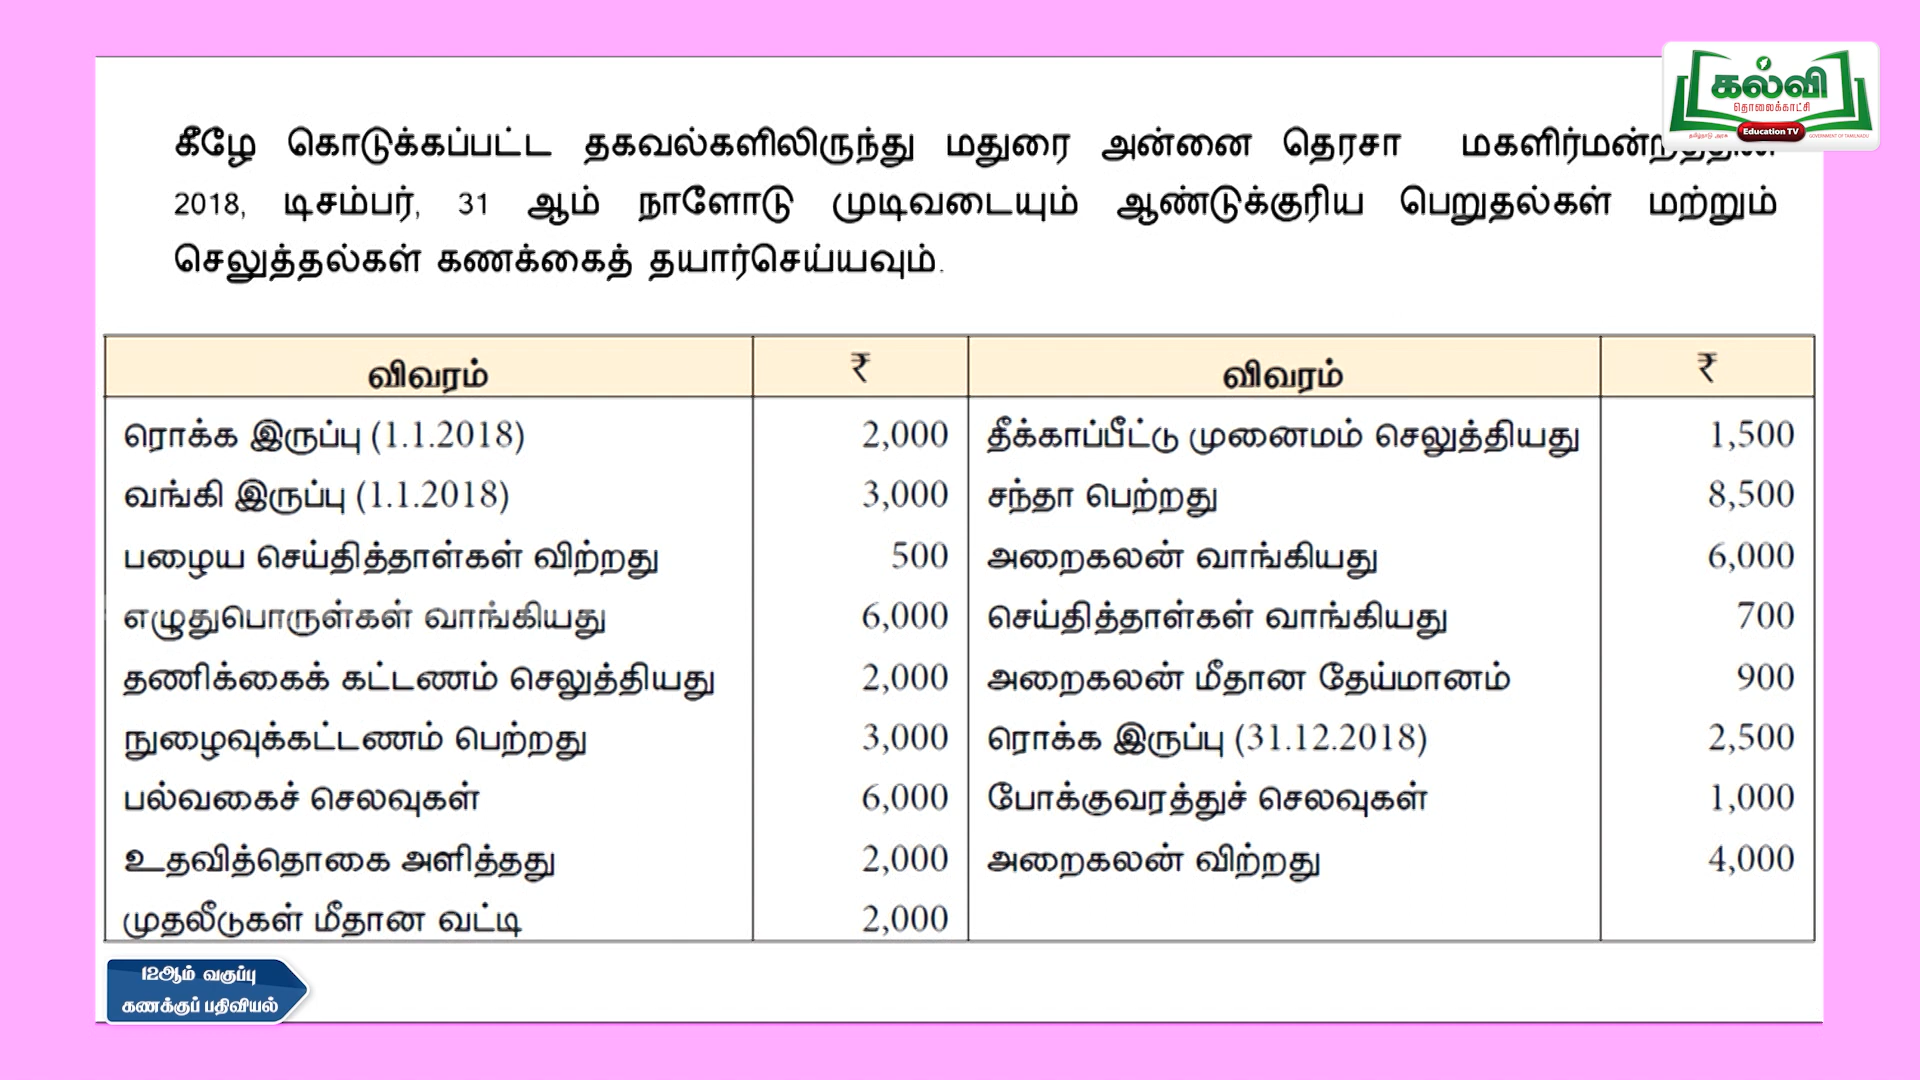 கல்வி
தொலைக்காட்சி
தமிழ்நாடு அரசு Education TV GOVERNMENT OF TAMILNADU
கீழே கொடுக்கப்பட்ட தகவல்களிலிருந்து மதுரை அன்னை தெரசா
2018, டிசம்பர், 31 ஆம் நாளோடு முடிவடையும் ஆண்டுக்குரிய பெறுதல்கள் மற்றும்
செலுத்தல்கள் கணக்கைத் தயார்செய்யவும்.
விவரம் ₹ விவரம் ₹
ரொக்க இருப்பு (1.1.2018) 2,000 தீக்காப்பீட்டு முனைமம் செலுத்தியது 1,500
வங்கி இருப்பு (1.1.2018) 3,000 சந்தா பெற்றது 8,500
பழைய செய்தித்தாள்கள் விற்றது 500 அறைகலன் வாங்கியது 6,000
எழுதுபொருள்கள் வாங்கியது 6,000 செய்தித்தாள்கள் வாங்கியது 700
தணிக்கைக் கட்டணம் செலுத்தியது 2,000 அறைகலன் மீதான தேய்மானம் 900
நுழைவுக்கட்டணம் பெற்றது 3,000 ரொக்க இருப்பு (31.12.2018) 2,500
பல்வகைச் செலவுகள் 6,000 போக்குவரத்துச் செலவுகள் 1,000
உதவித்தொகை அளித்தது 2,000 அறைகலன் விற்றது 4,000
முதலீடுகள் மீதான வட்டி 2,000
12ஆம் வகுப்பு
கணக்குப் பதிவியல்